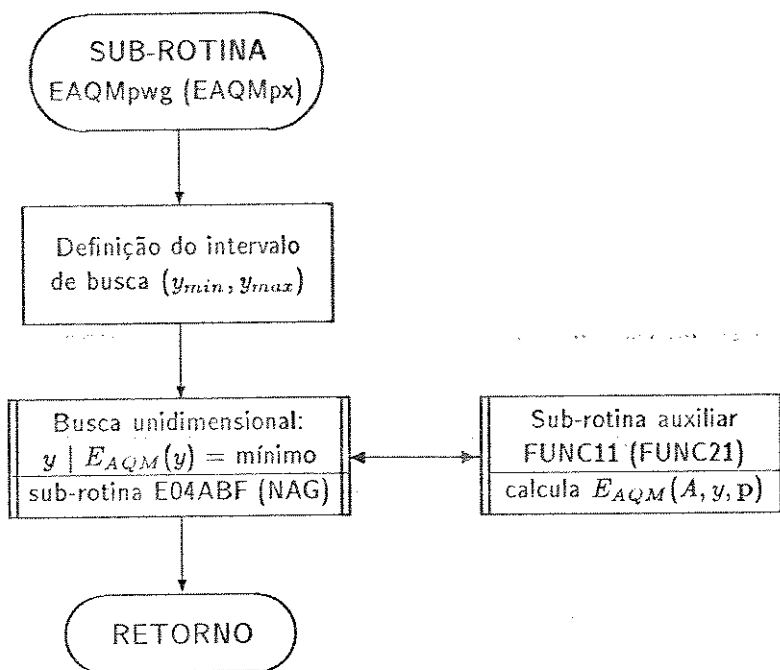 SUB-ROTINA
EAQMpwg (EAQMpx)
Definição do intervalo
de busca (y_min, y_max)
Busca unidimensional:
y | E_AQM(y) = mínimo
sub-rotina E04ABF (NAG)
Sub-rotina auxiliar
FUNC11 (FUNC21)
calcula E_AQM(A, y, p)
RETORNO